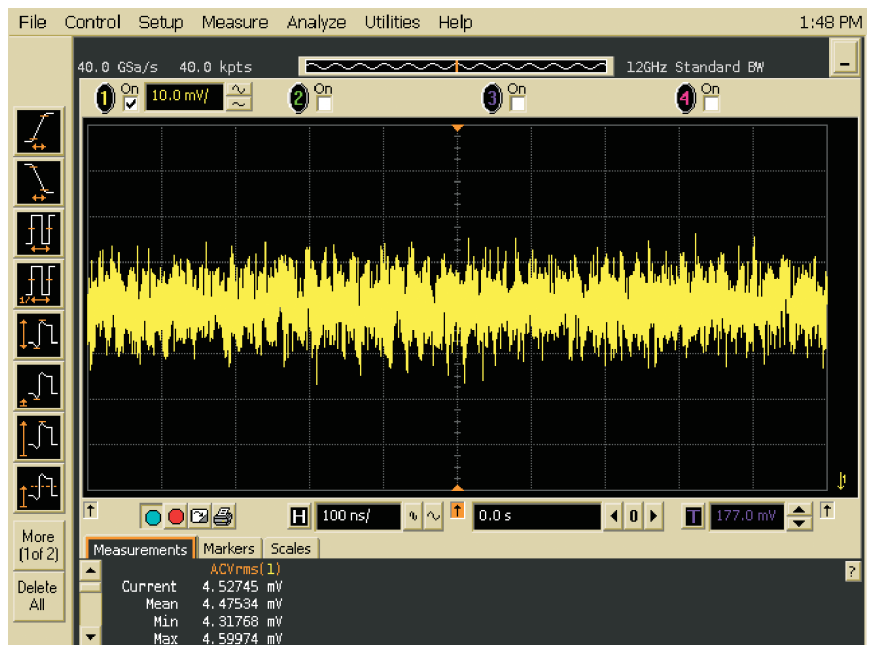 File Control Setup Measure Analyze Utilities Help 1:48 PM
40.0 GSa/s 40.0 kpts 12GHz Standard BW
1 On 10.0 mV/ 2 On 3 On 4 On
1/
H 100 ns/ 0.0 s 0 T 177.0 mV
More
(1of 2)
Delete
All
Measurements Markers Scales
ACVrms(1) ?
Current 4.52745 mV
Mean 4.47534 mV
Min 4.31768 mV
Max 4.59974 mV